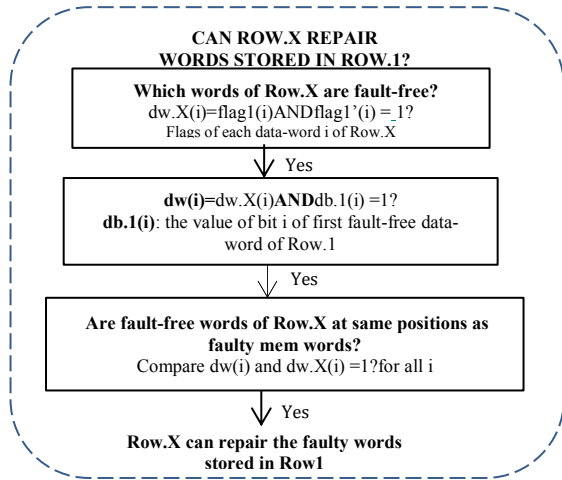 CAN ROW.X REPAIR
WORDS STORED IN ROW.1?
Which words of Row.X are fault-free?
dw.X(i)=flag1(i)ANDflag1’(i) = 1?
Flags of each data-word i of Row.X
Yes
dw(i)=dw.X(i)ANDdb.1(i) =1?
db.1(i): the value of bit i of first fault-free data-
word of Row.1
Yes
Are fault-free words of Row.X at same positions as
faulty mem words?
Compare dw(i) and dw.X(i) =1?for all i
Yes
Row.X can repair the faulty words
stored in Row1